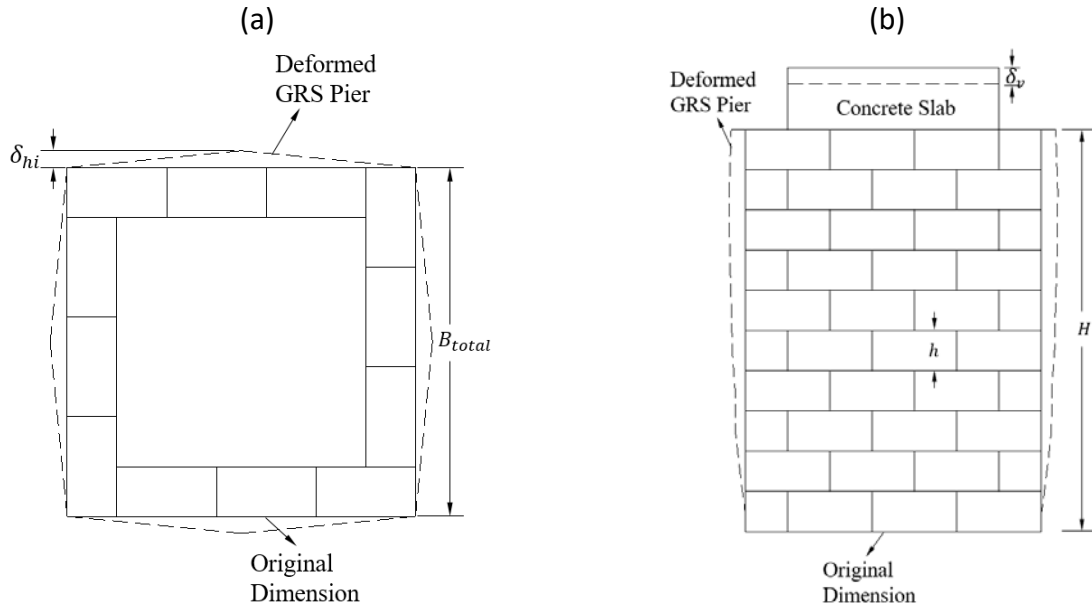 (a)
Deformed
GRS Pier
δhi
Btotal
Original
Dimension
(b)
Deformed
GRS Pier
δv
Concrete Slab
h
H
Original
Dimension